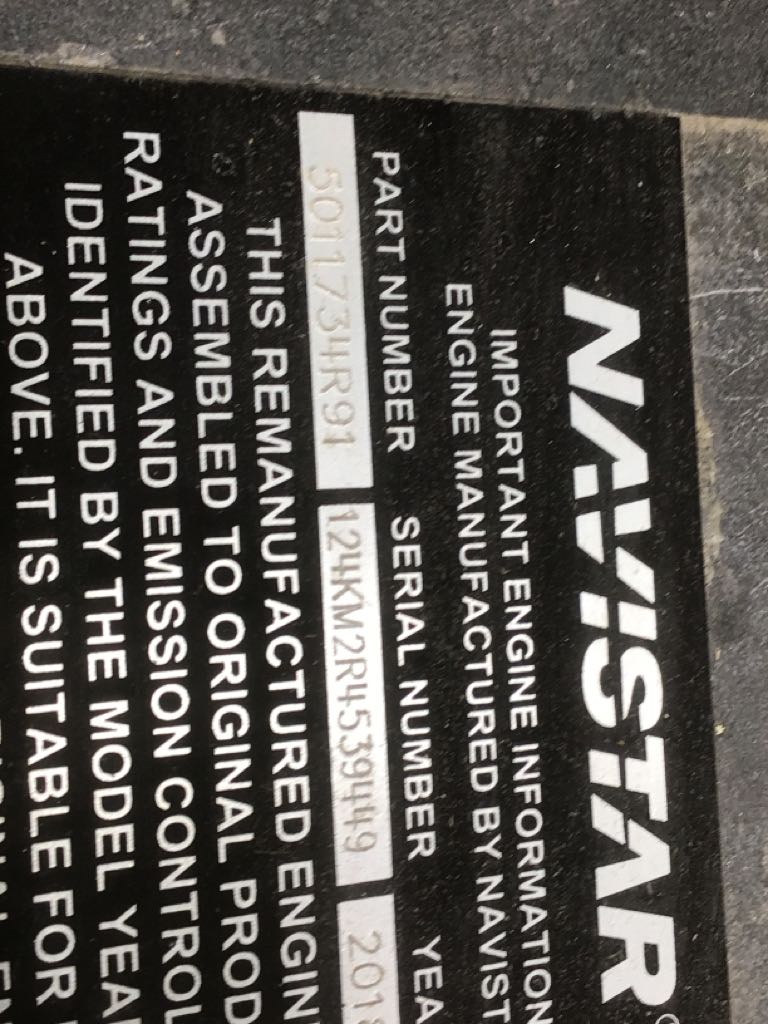 NAVISTAR
IMPORTANT ENGINE INFORMATION
ENGINE MANUFACTURED BY NAVIST
PART NUMBER SERIAL NUMBER YEA
5011734R91 124KM2R4539449 201
THIS REMANUFACTURED ENGIN
ASSEMBLED TO ORIGINAL PROD
RATINGS AND EMISSION CONTROL
IDENTIFIED BY THE MODEL YEA
ABOVE. IT IS SUITABLE FOR